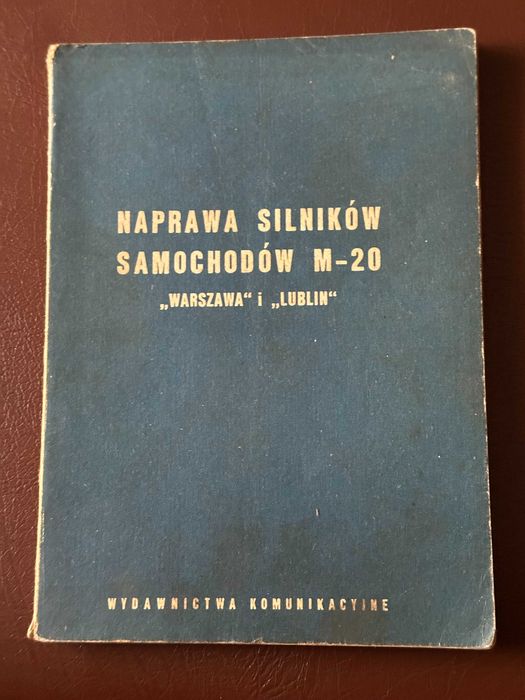 NAPRAWA SILNIKÓW
SAMOCHODÓW M-20
„WARSZAWA" i „LUBLIN"
WYDAWNICTWA KOMUNIKACYJNE